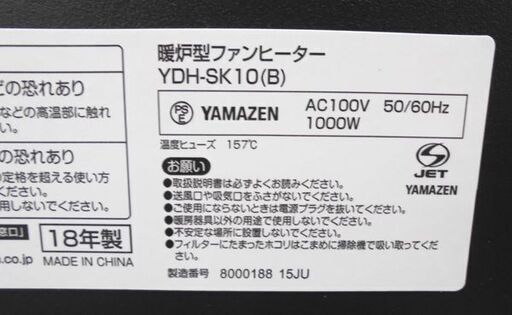 の恐れあり
などの高温部に触れ
ださい。
の恐れあり
の定格を超える使い方
用しないでください。
窓口」
18年製
.co.jp
MADE IN CHINA
暖炉型ファンヒーター
YDH-SK10(B)
PS E
YAMAZEN
AC100V 50/60Hz
1000W
温度ヒューズ 157℃
お願い
●取扱説明書は必ずよくお読みください。
●送風口や吸気口をふさがないでください。
●ご使用にならないときは電源プラグを抜いてください。
●暖房器具以外の用途で使用しないでください。
●不安定な場所に設置しないでください。
●フィルターにたまったホコリはこまめに掃除機で吸い取ってく
ださい。
S
JET
YAMAZEN
製造番号 8000188 15JU